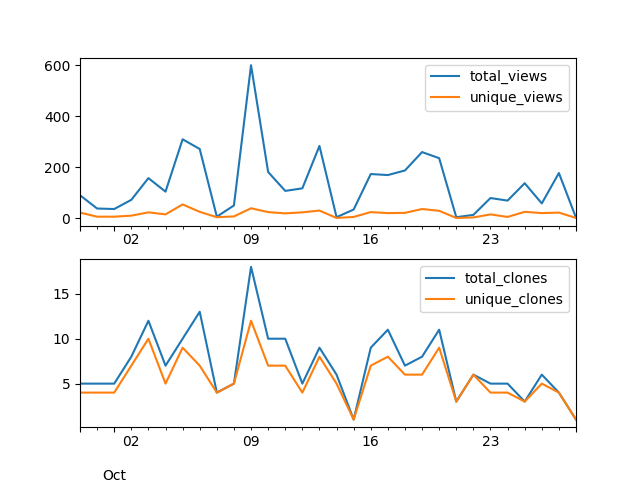 600
total_views
unique_views
400
200
0
02 09 16 23
total_clones
unique_clones
15
10
5
02 09 16 23
Oct